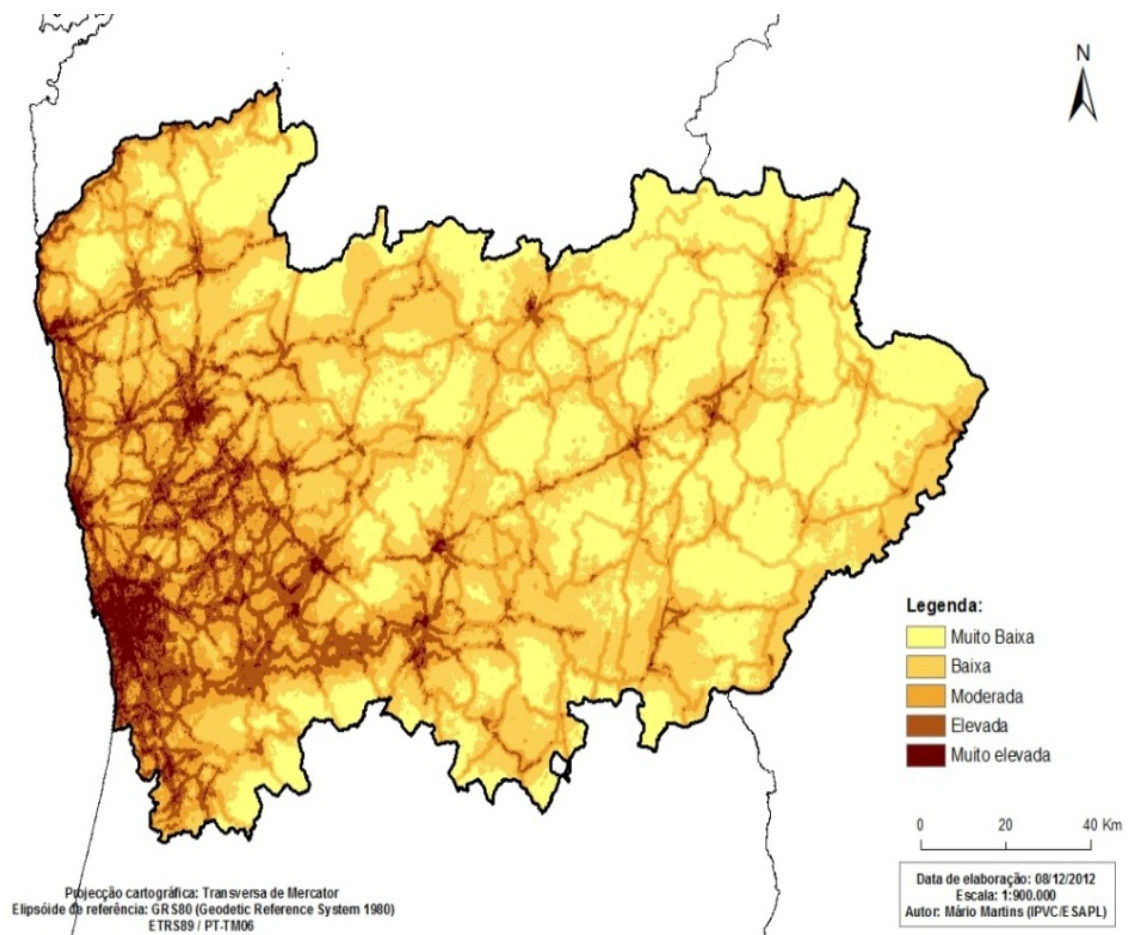 N
Legenda:
Muito Baixa
Baixa
Moderada
Elevada
Muito elevada
0 20 40 Km
Projecção cartográfica: Transversa de Mercator
Elipsóide de referência: GRS80 (Geodetic Reference System 1980)
ETRS89 / PT-TM06
Data de elaboração: 08/12/2012
Escala: 1:900.000
Autor: Mário Martins (IPVC/ESAPL)